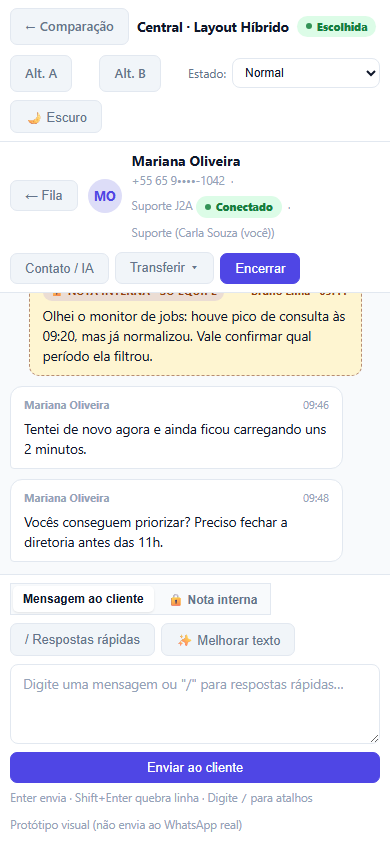 ← Comparação Central · Layout Híbrido Escolhida
Alt. A Alt. B Estado: Normal
🌙 Escuro
← Fila
MO
Mariana Oliveira
+55 65 9••••-1042 ·
Suporte J2A Conectado ·
Suporte (Carla Souza (você))
Contato / IA Transferir Encerrar
Olhei o monitor de jobs: houve pico de consulta às
09:20, mas já normalizou. Vale confirmar qual
período ela filtrou.
Mariana Oliveira 09:46
Tentei de novo agora e ainda ficou carregando uns
2 minutos.
Mariana Oliveira 09:48
Vocês conseguem priorizar? Preciso fechar a
diretoria antes das 11h.
Mensagem ao cliente 🔒 Nota interna
/ Respostas rápidas ✨ Melhorar texto
Digite uma mensagem ou "/" para respostas rápidas...
Enviar ao cliente
Enter envia · Shift+Enter quebra linha · Digite / para atalhos
Protótipo visual (não envia ao WhatsApp real)